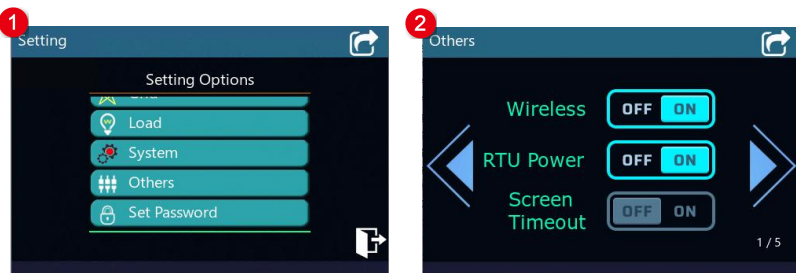 1
Setting
Setting Options
Load
System
Others
Set Password
2
Others
Wireless OFF ON
RTU Power OFF ON
Screen
Timeout OFF ON
1 / 5